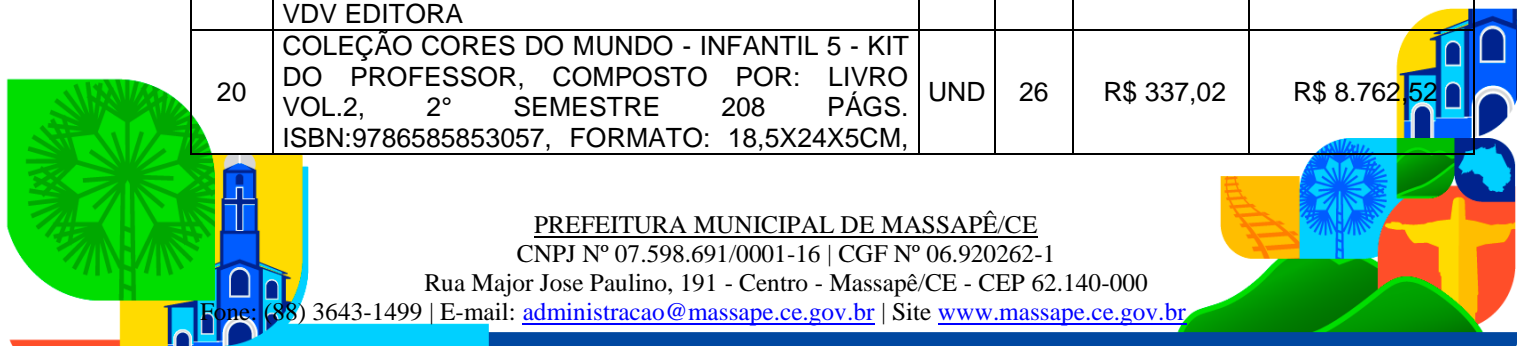 VDV EDITORA
COLEÇÃO CORES DO MUNDO - INFANTIL 5 - KIT
DO PROFESSOR, COMPOSTO POR: LIVRO
20 VOL.2, 2° SEMESTRE 208 PÁGS. UND 26 R$ 337,02 R$ 8.762,52
ISBN:9786585853057, FORMATO: 18,5X24X5CM,
PREFEITURA MUNICIPAL DE MASSAPÊ/CE
CNPJ Nº 07.598.691/0001-16 | CGF Nº 06.920262-1
Rua Major Jose Paulino, 191 - Centro - Massapê/CE - CEP 62.140-000
Fone: (88) 3643-1499 | E-mail: administracao@massape.ce.gov.br | Site www.massape.ce.gov.br